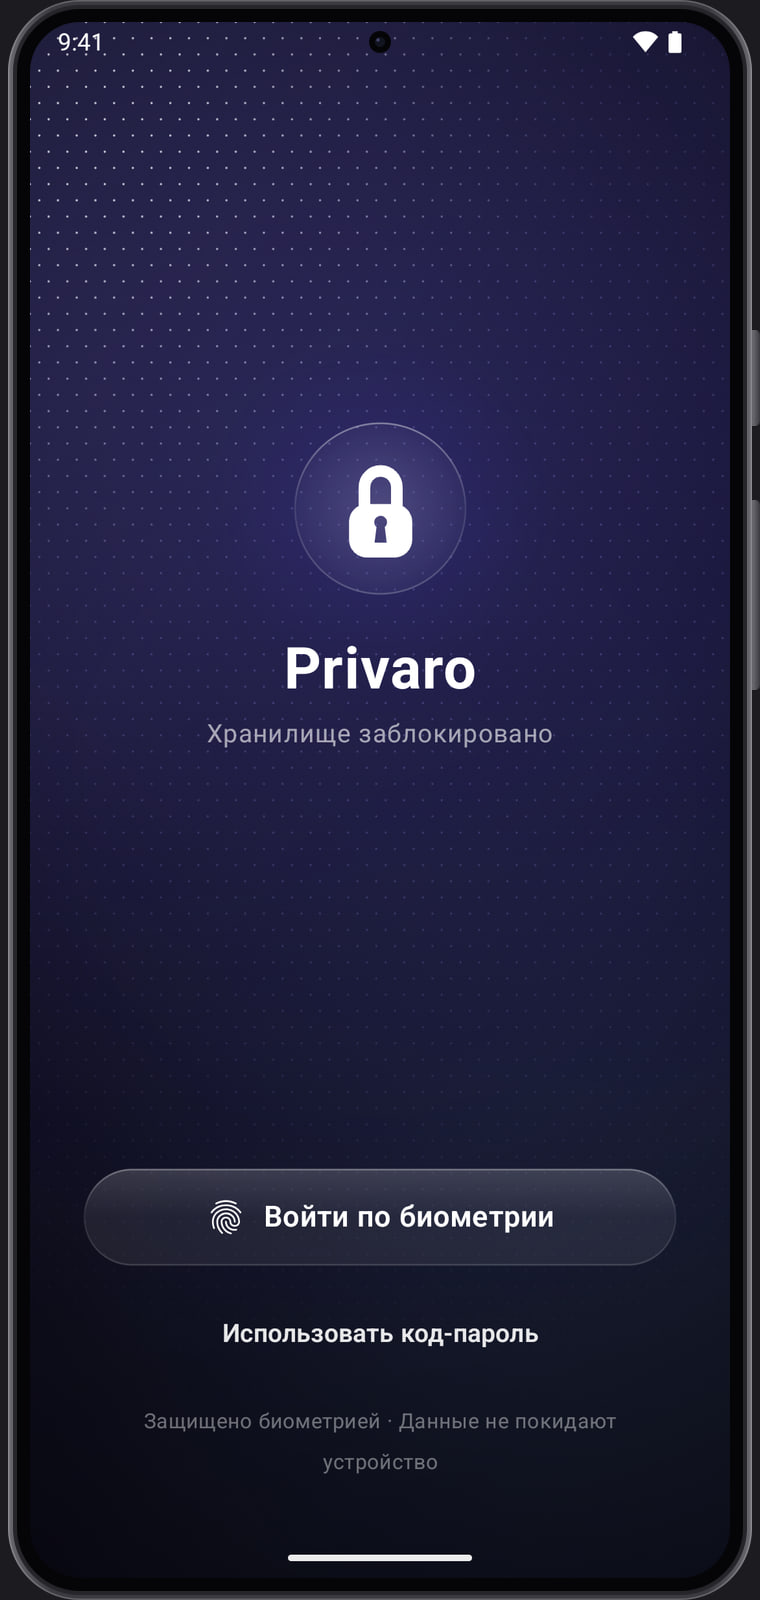 9:41
Privaro
Хранилище заблокировано
Войти по биометрии
Использовать код-пароль
Защищено биометрией · Данные не покидают
устройство